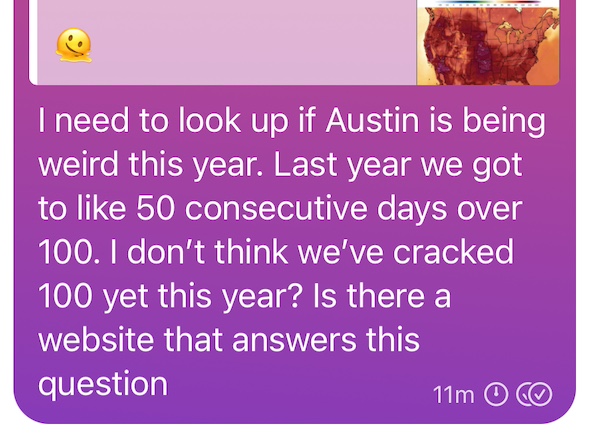 I need to look up if Austin is being
weird this year. Last year we got
to like 50 consecutive days over
100. I don’t think we’ve cracked
100 yet this year? Is there a
website that answers this
question
11m